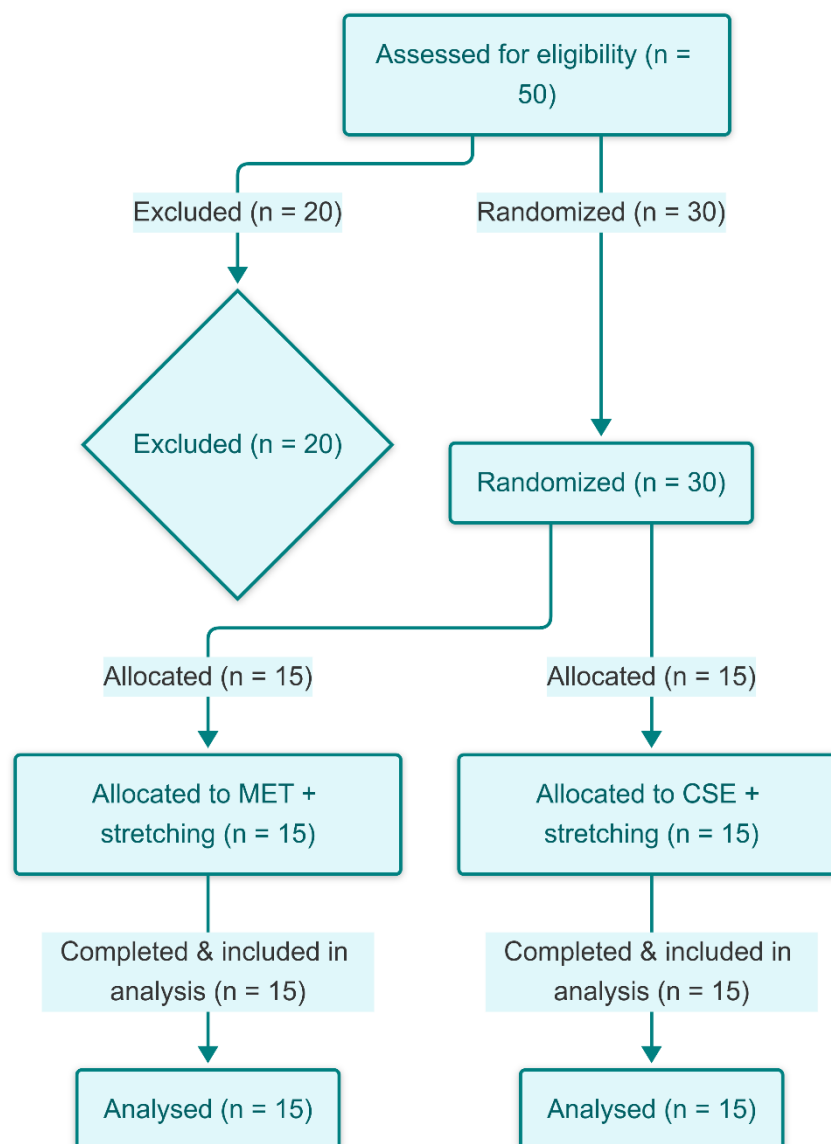 Assessed for eligibility (n =
50)
Excluded (n = 20)
Randomized (n = 30)
Excluded (n = 20)
Randomized (n = 30)
Allocated (n = 15)
Allocated (n = 15)
Allocated to MET +
stretching (n = 15)
Allocated to CSE +
stretching (n = 15)
Completed & included in
analysis (n = 15)
Completed & included in
analysis (n = 15)
Analysed (n = 15)
Analysed (n = 15)